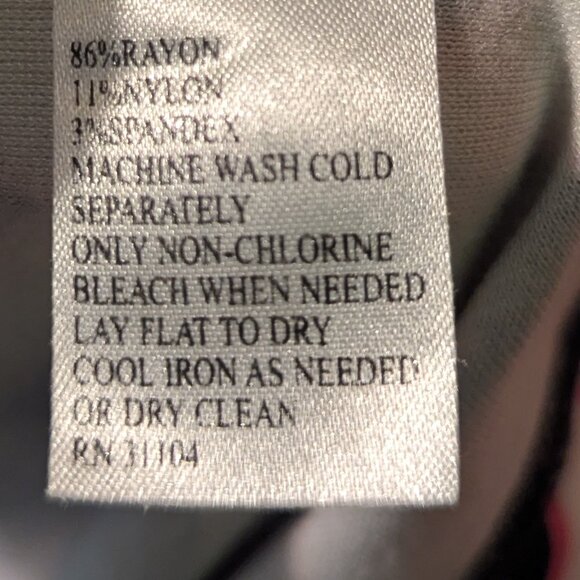 86%RAYON
11%NYLON
3%SPANDEX
MACHINE WASH COLD
SEPARATELY
ONLY NON-CHLORINE
BLEACH WHEN NEEDED
LAY FLAT TO DRY
COOL IRON AS NEEDED
OR DRY CLEAN
RN 31104